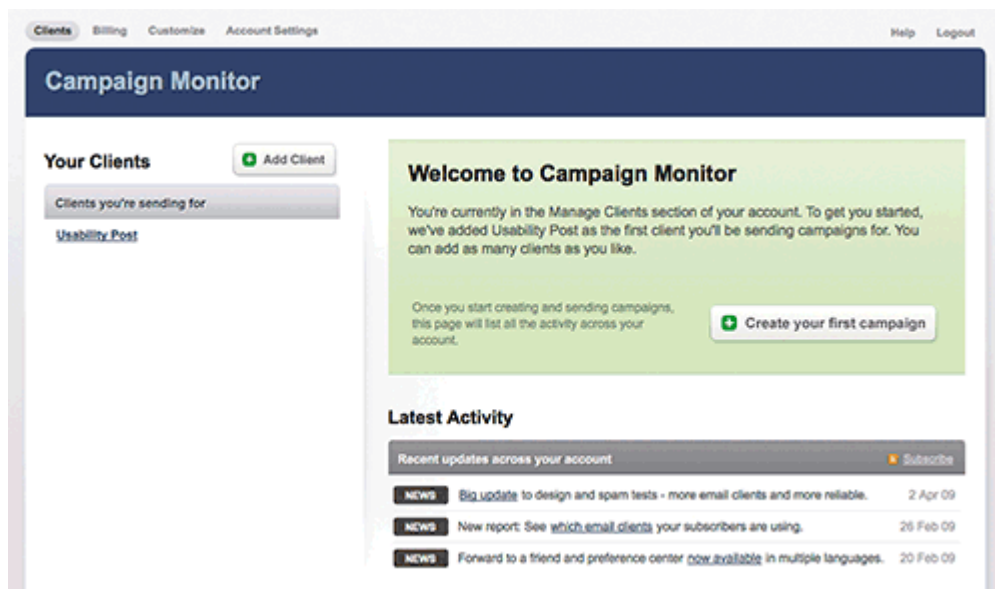 Clients Billing Customize Account Settings Help Logout
Campaign Monitor
Your Clients
Add Client
Clients you're sending for
Usability Post
Welcome to Campaign Monitor
You're currently in the Manage Clients section of your account. To get you started,
we've added Usability Post as the first client you'll be sending campaigns for. You
can add as many clients as you like.
Once you start creating and sending campaigns,
this page will list all the activity across your
account.
Create your first campaign
Latest Activity
Recent updates across your account Subscribe
NEWS Big update to design and spam tests - more email clients and more reliable. 2 Apr 09
NEWS New report: See which email clients your subscribers are using. 26 Feb 09
NEWS Forward to a friend and preference center now available in multiple languages. 20 Feb 09